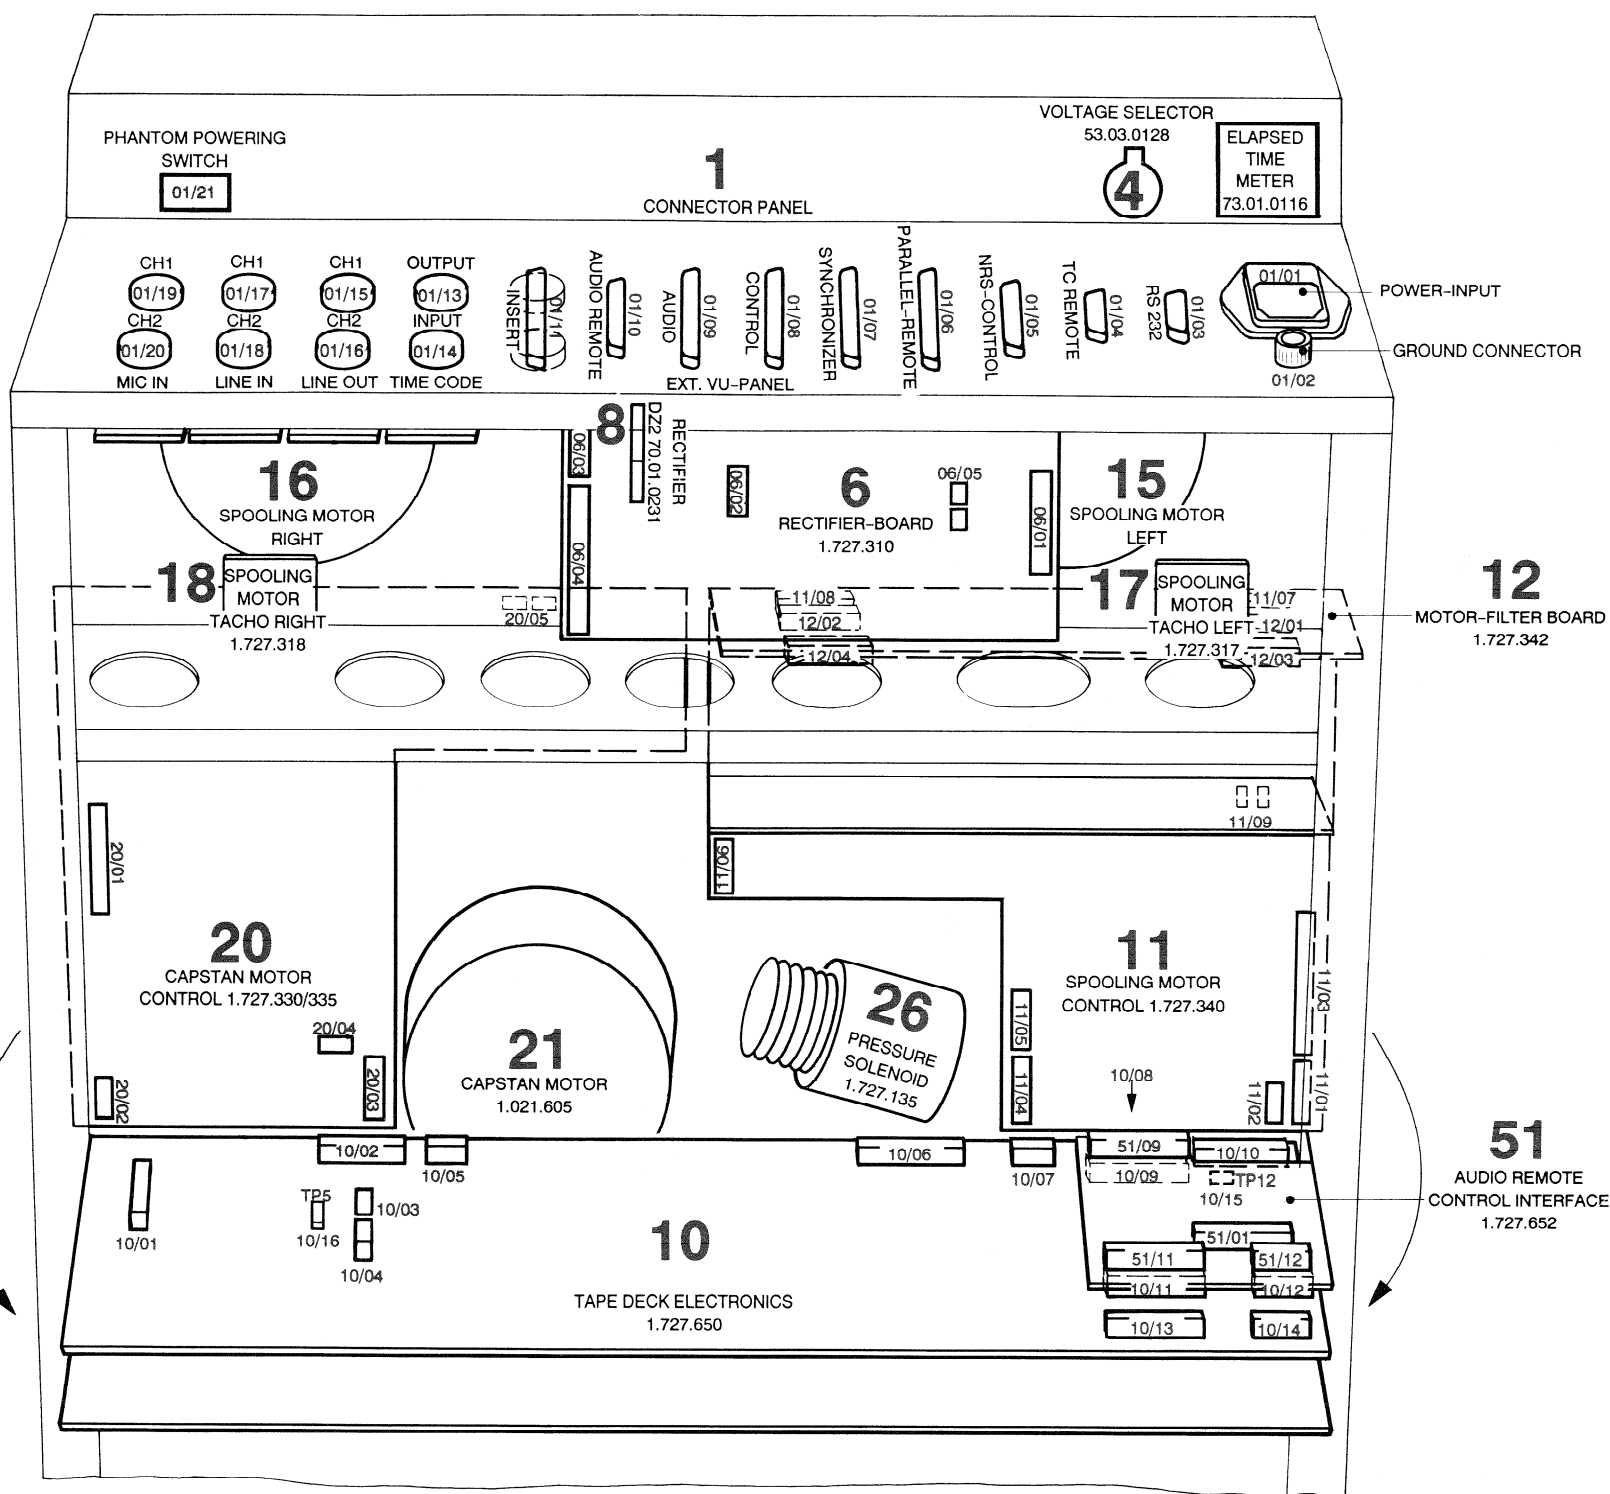 PHANTOM POWERING
SWITCH
01/21
1
CONNECTOR PANEL
VOLTAGE SELECTOR
53.03.0128
4
ELAPSED
TIME
METER
73.01.0116
CH1
01/19
CH2
01/20
MIC IN
CH1
01/17
CH2
01/18
LINE IN
CH1
01/15
CH2
01/16
LINE OUT
OUTPUT
01/13
INPUT
01/14
TIME CODE
INSERT
01/11
AUDIO REMOTE
01/10
AUDIO
01/09
CONTROL
01/08
EXT. VU-PANEL
SYNCHRONIZER
01/07
PARALLEL-REMOTE
01/06
NRS-CONTROL
01/05
TC REMOTE
01/04
RS 232
01/03
01/01
POWER-INPUT
GROUND CONNECTOR
01/02
16
SPOOLING MOTOR
RIGHT
18
SPOOLING
MOTOR
TACHO RIGHT
1.727.318
20/05
06/03
06/04
8
DZ2 70.01.0231
RECTIFIER
06/02
6
RECTIFIER-BOARD
1.727.310
06/05
06/01
15
SPOOLING MOTOR
LEFT
17
SPOOLING
MOTOR
TACHO LEFT
1.727.317
11/08
12/02
12/04
11/07
12/01
12/03
12
MOTOR-FILTER BOARD
1.727.342
11/09
11/06
20/01
20
CAPSTAN MOTOR
CONTROL 1.727.330/335
20/04
20/02
20/03
21
CAPSTAN MOTOR
1.021.605
26
PRESSURE
SOLENOID
1.727.135
11
SPOOLING MOTOR
CONTROL 1.727.340
11/05
11/04
11/03
11/02
11/01
10/08
51
AUDIO REMOTE
CONTROL INTERFACE
1.727.652
10/02
10/05
10/06
10/07
51/09
10/09
10/10
TP12
10/15
10/01
TP5
10/16
10/03
10/04
10
TAPE DECK ELECTRONICS
1.727.650
51/01
51/11
51/12
10/11
10/12
10/13
10/14